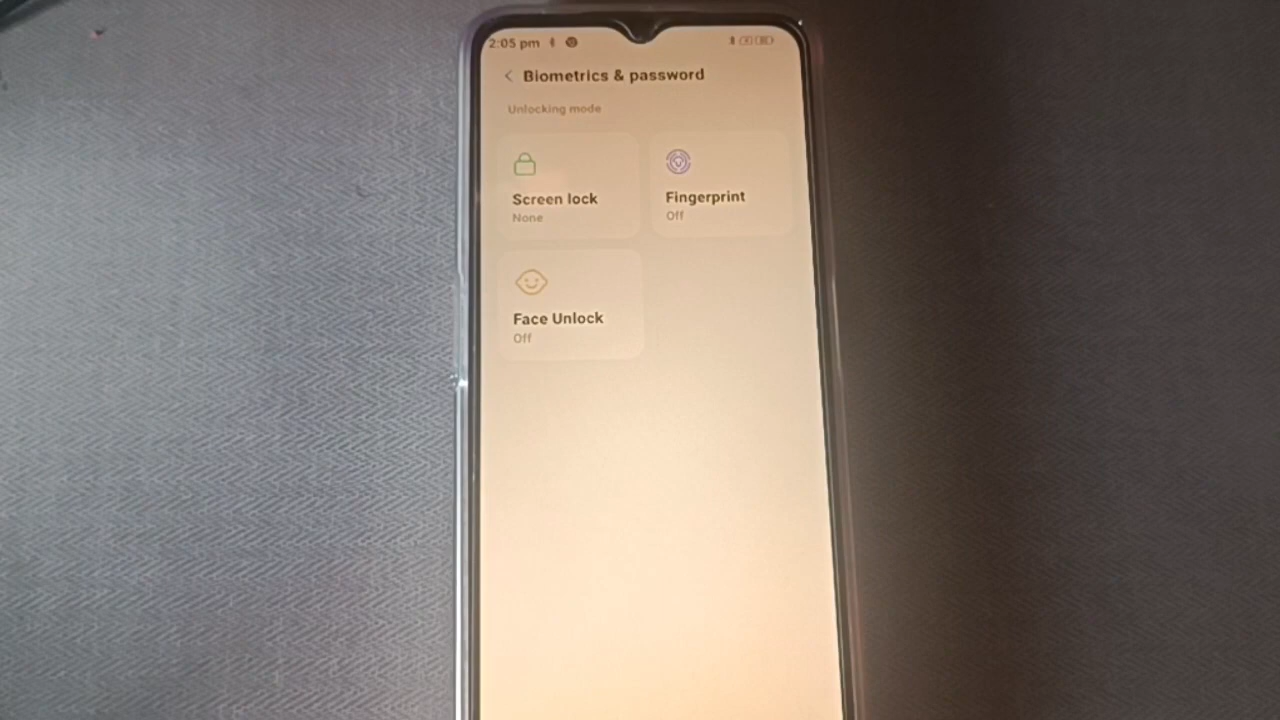 2:05 pm
Biometrics & password
Unlocking mode
Screen lock
None
Fingerprint
Off
Face Unlock
Off